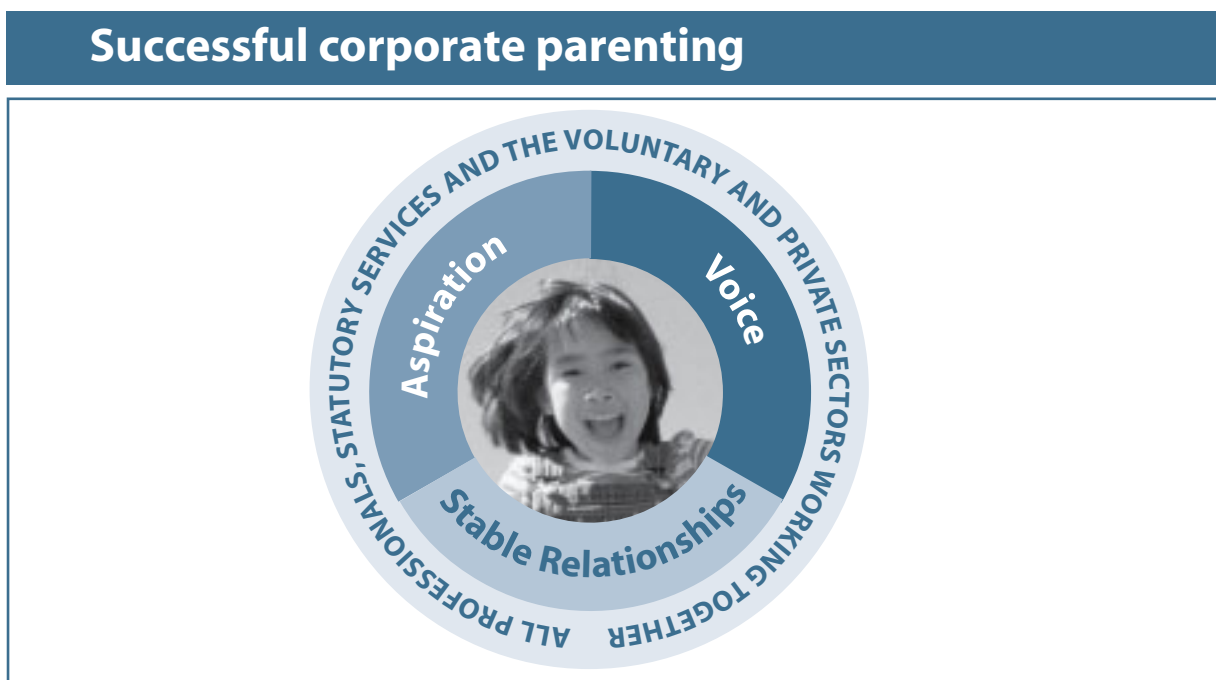 Successful corporate parenting
ALL PROFESSIONALS, STATUTORY SERVICES AND THE VOLUNTARY AND PRIVATE SECTORS WORKING TOGETHER
Aspiration
Voice
Stable Relationships